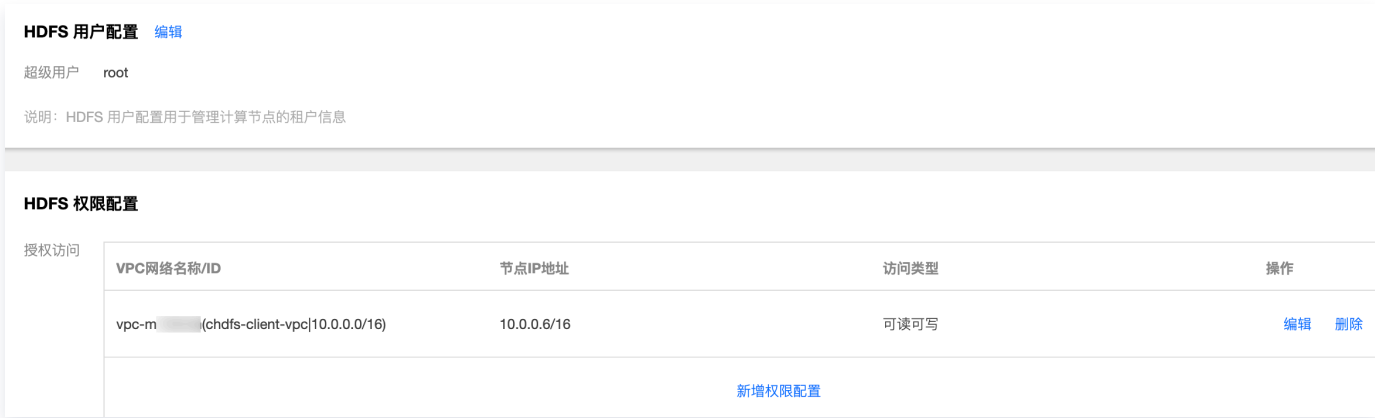 HDFS 用户配置 编辑
超级用户 root
说明：HDFS 用户配置用于管理计算节点的租户信息
HDFS 权限配置
授权访问
VPC网络名称/ID 节点IP地址 访问类型 操作
vpc-m (chdfs-client-vpc|10.0.0.0/16) 10.0.0.6/16 可读可写 编辑 删除
新增权限配置